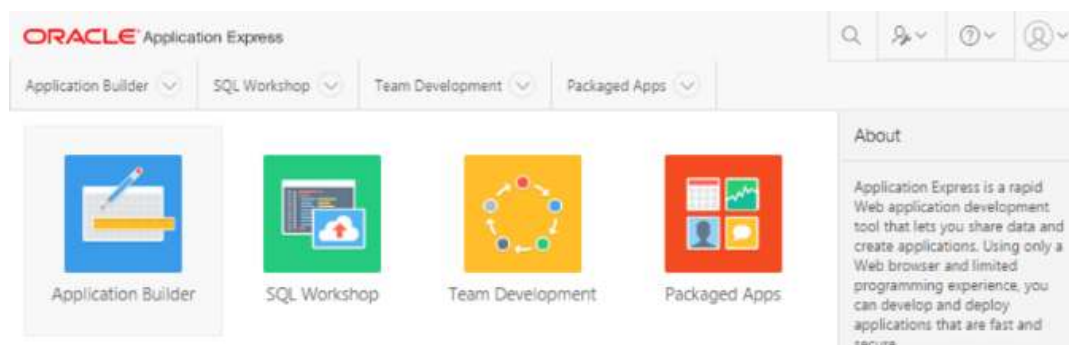 ORACLE Application Express
Application Builder SQL Workshop Team Development Packaged Apps
Application Builder SQL Workshop Team Development Packaged Apps
About
Application Express is a rapid
Web application development
tool that lets you share data and
create applications. Using only a
Web browser and limited
programming experience, you
can develop and deploy
applications that are fast and
secure.